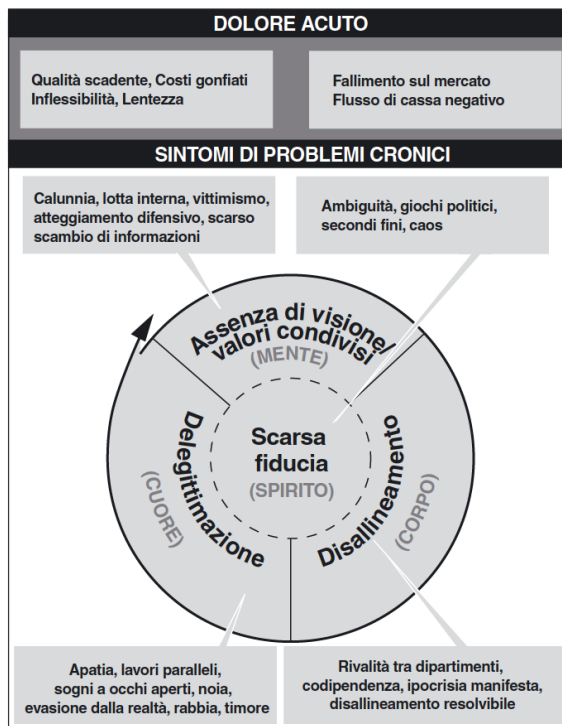 DOLORE ACUTO
Qualità scadente, Costi gonfiati
Inflessibilità, Lentezza
Fallimento sul mercato
Flusso di cassa negativo
SINTOMI DI PROBLEMI CRONICI
Calunnia, lotta interna, vittimismo,
atteggiamento difensivo, scarso
scambio di informazioni
Ambiguità, giochi politici,
secondi fini, caos
Assenza di visione/
valori condivisi
(MENTE)
Scarsa
fiducia
(SPIRITO)
Delegittimazione
(CUORE)
Disallineamento
(CORPO)
Apatia, lavori paralleli,
sogni a occhi aperti, noia,
evasione dalla realtà, rabbia, timore
Rivalità tra dipartimenti,
codipendenza, ipocrisia manifesta,
disallineamento resolvibile